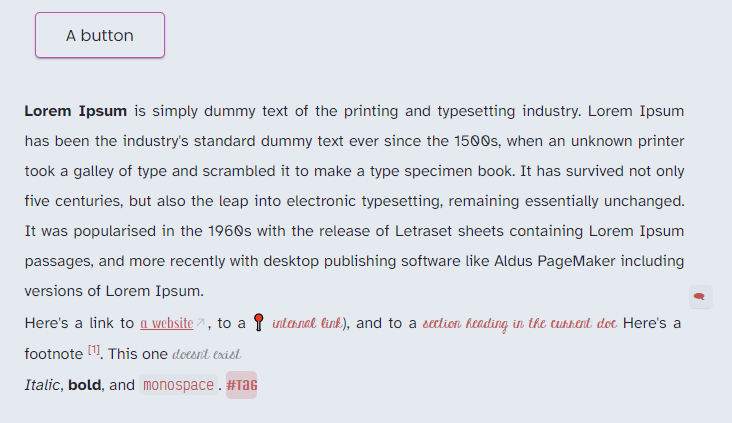 A button
Lorem Ipsum is simply dummy text of the printing and typesetting industry. Lorem Ipsum
has been the industry's standard dummy text ever since the 1500s, when an unknown printer
took a galley of type and scrambled it to make a type specimen book. It has survived not only
five centuries, but also the leap into electronic typesetting, remaining essentially unchanged.
It was popularised in the 1960s with the release of Letraset sheets containing Lorem Ipsum
passages, and more recently with desktop publishing software like Aldus PageMaker including
versions of Lorem Ipsum.
Here's a link to a website, to a internal link), and to a section heading in the current doc Here's a
footnote [1]. This one doesnt exist
Italic, bold, and monospace. #TAG